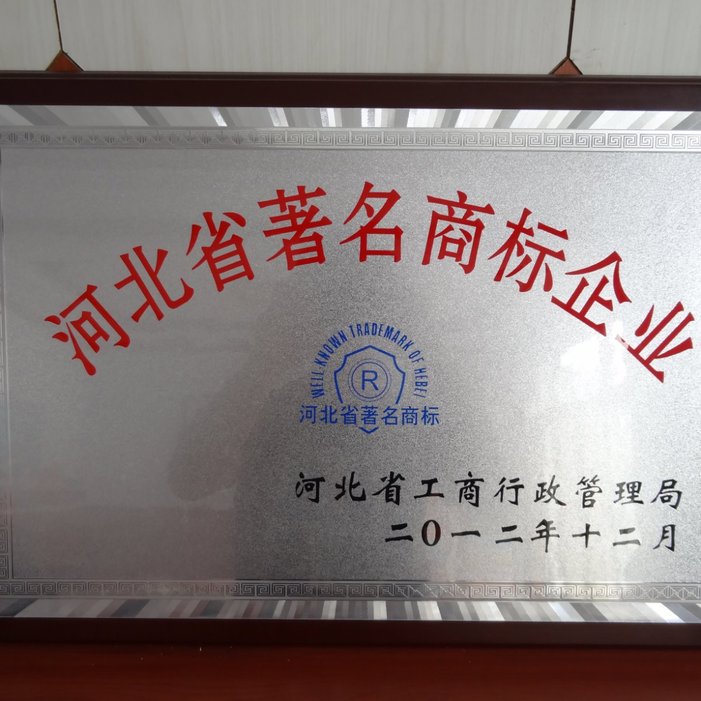 河北省著名商标企业
WELL KNOWN TRADEMARK OF HEBEI
R
河北省著名商标
河北省工商行政管理局
二〇一二年十二月